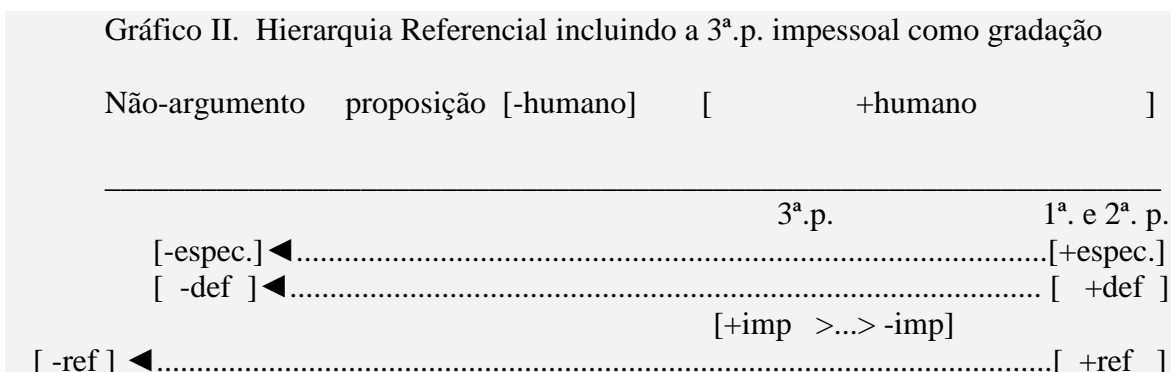 Gráfico II. Hierarquia Referencial incluindo a 3ª.p. impessoal como gradação
Não-argumento proposição [-humano] [ +humano ]
3ª.p. 1ª. e 2ª. p.
[-espec.]◄..............................................................................................[+espec.]
[ -def ]◄.............................................................................................. [ +def ]
[+imp >...> -imp]
[ -ref ] ◄................................................................................................................[ +ref ]